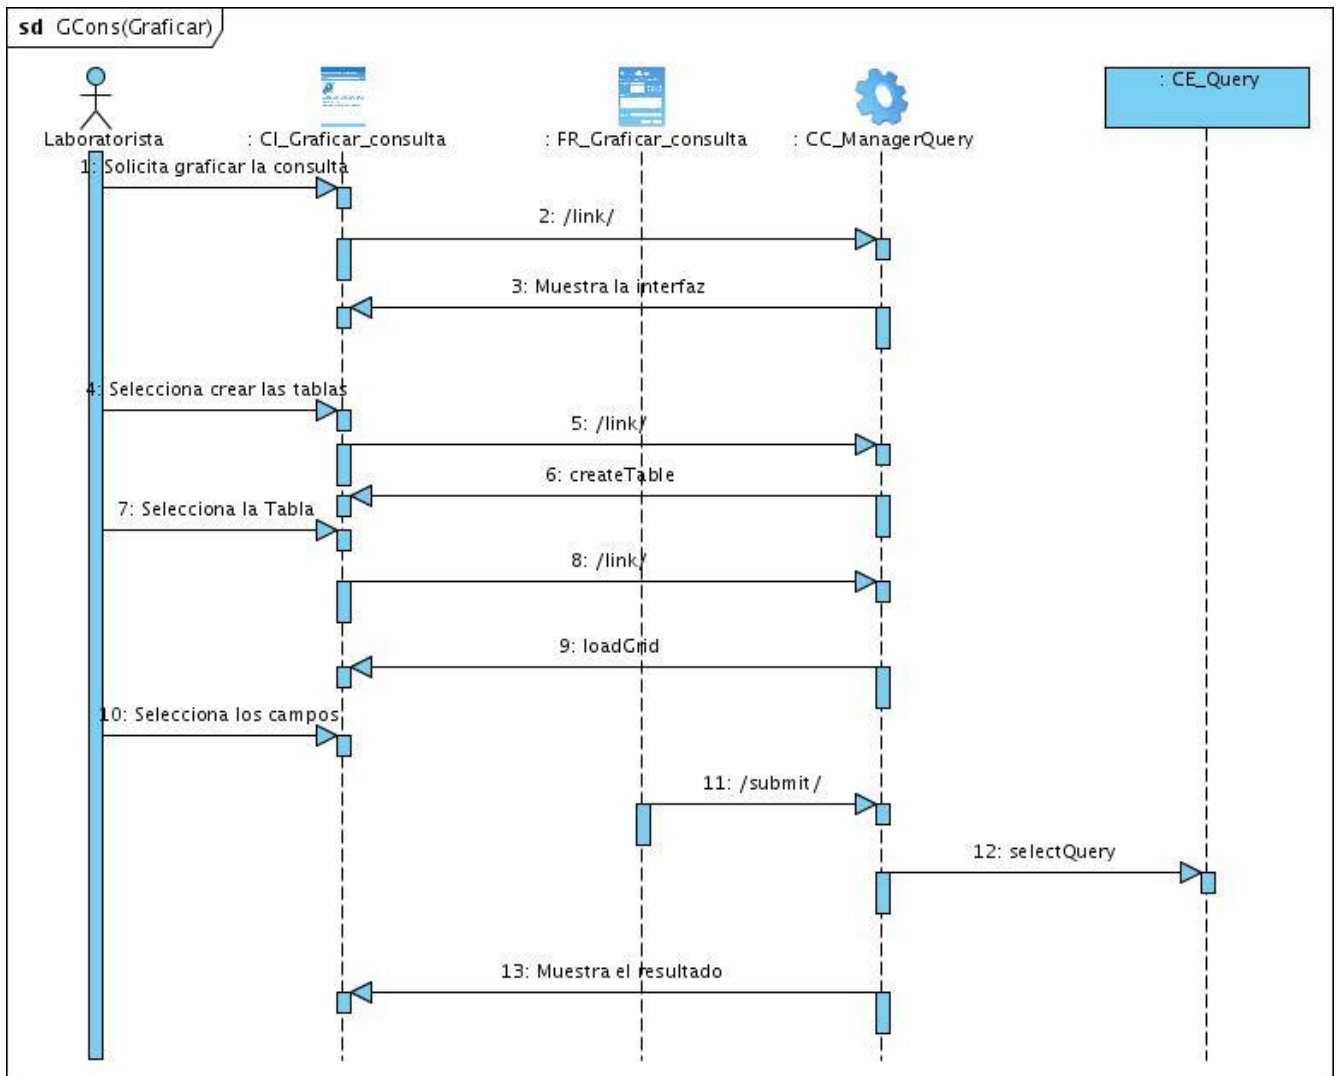 sd GCons(Graficar)
Laboratorista
: CI_Graficar_consulta
: FR_Graficar_consulta
: CC_ManagerQuery
: CE_Query
1: Solicita graficar la consulta
2: /link/
3: Muestra la interfaz
4: Selecciona crear las tablas
5: /link/
6: createTable
7: Selecciona la Tabla
8: /link/
9: loadGrid
10: Selecciona los campos
11: /submit/
12: selectQuery
13: Muestra el resultado